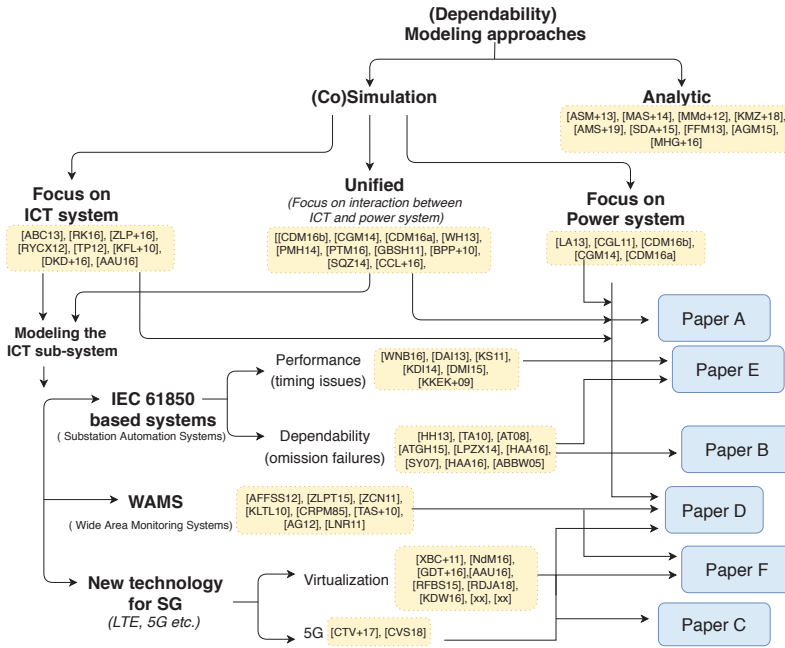 (Dependability)
Modeling approaches
(Co)Simulation
Analytic
[ASM+13], [MAS+14], [MMd+12], [KMZ+18],
[AMS+19], [SDA+15], [FFM13], [AGM15],
[MHG+16]
Focus on
ICT system
[ABC13], [RK16], [ZLP+16],
[RYCX12], [TP12], [KFL+10],
[DKD+16], [AAU16]
Unified
(Focus on interaction between
ICT and power system)
[[CDM16b], [CGM14], [CDM16a], [WH13],
[PMH14], [PTM16], [GBSH11], [BPP+10],
[SQZ14], [CCL+16],
Focus on
Power system
[LA13], [CGL11], [CDM16b],
[CGM14], [CDM16a]
Modeling the
ICT sub-system
Paper A
IEC 61850
based systems
( Substation Automation Systems)
Performance
(timing issues)
[WNB16], [DAI13], [KS11],
[KDI14], [DMI15],
[KKEK+09]
Paper E
Dependability
(omission failures)
[HH13], [TA10], [AT08],
[ATGH15], [LPZX14], [HAA16],
[SY07], [HAA16], [ABBW05]
Paper B
WAMS
( Wide Area Monitoring Systems)
[AFFSS12], [ZLPT15], [ZCN11],
[KLTL10], [CRPM85], [TAS+10],
[AG12], [LNR11]
Paper D
New technology
for SG
(LTE, 5G etc.)
Virtualization
[XBC+11], [NdM16],
[GDT+16],[AAU16],
[RFBS15], [RDJA18],
[KDW16], [xx], [xx]
Paper F
5G
[CTV+17], [CVS18]
Paper C